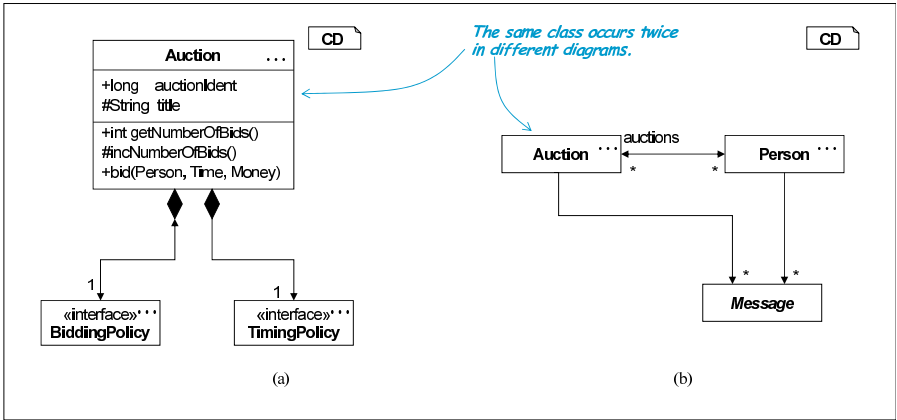 CD
Auction ...
+long auctionIdent
#String title
+int getNumberOfBids()
#incNumberOfBids()
+bid(Person, Time, Money)
1
«interface» ...
BiddingPolicy
1
«interface» ...
TimingPolicy
(a)
The same class occurs twice
in different diagrams.
CD
Auction ...
auctions
*
*
Person ...
*
*
Message
(b)